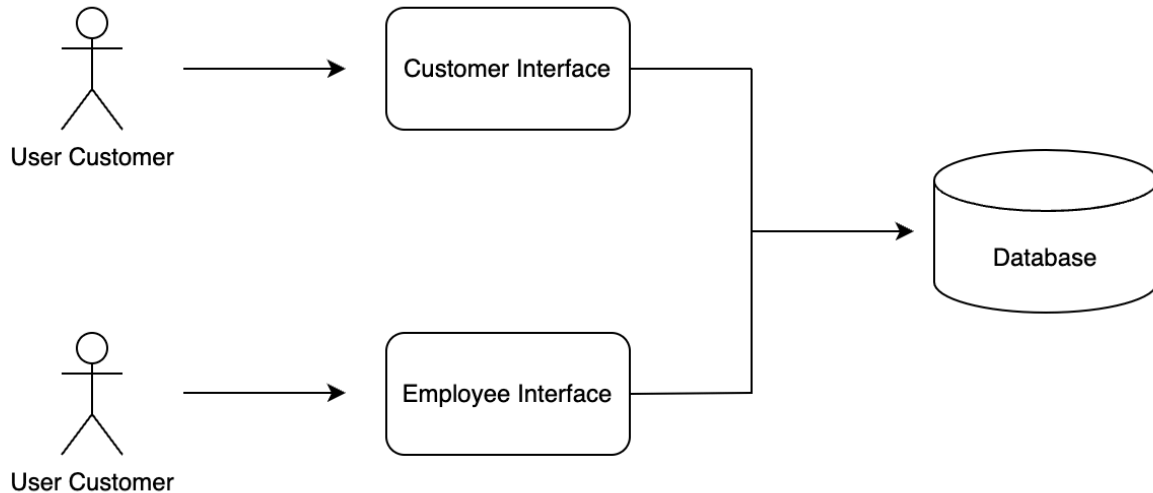 User Customer
Customer Interface
Database
User Customer
Employee Interface